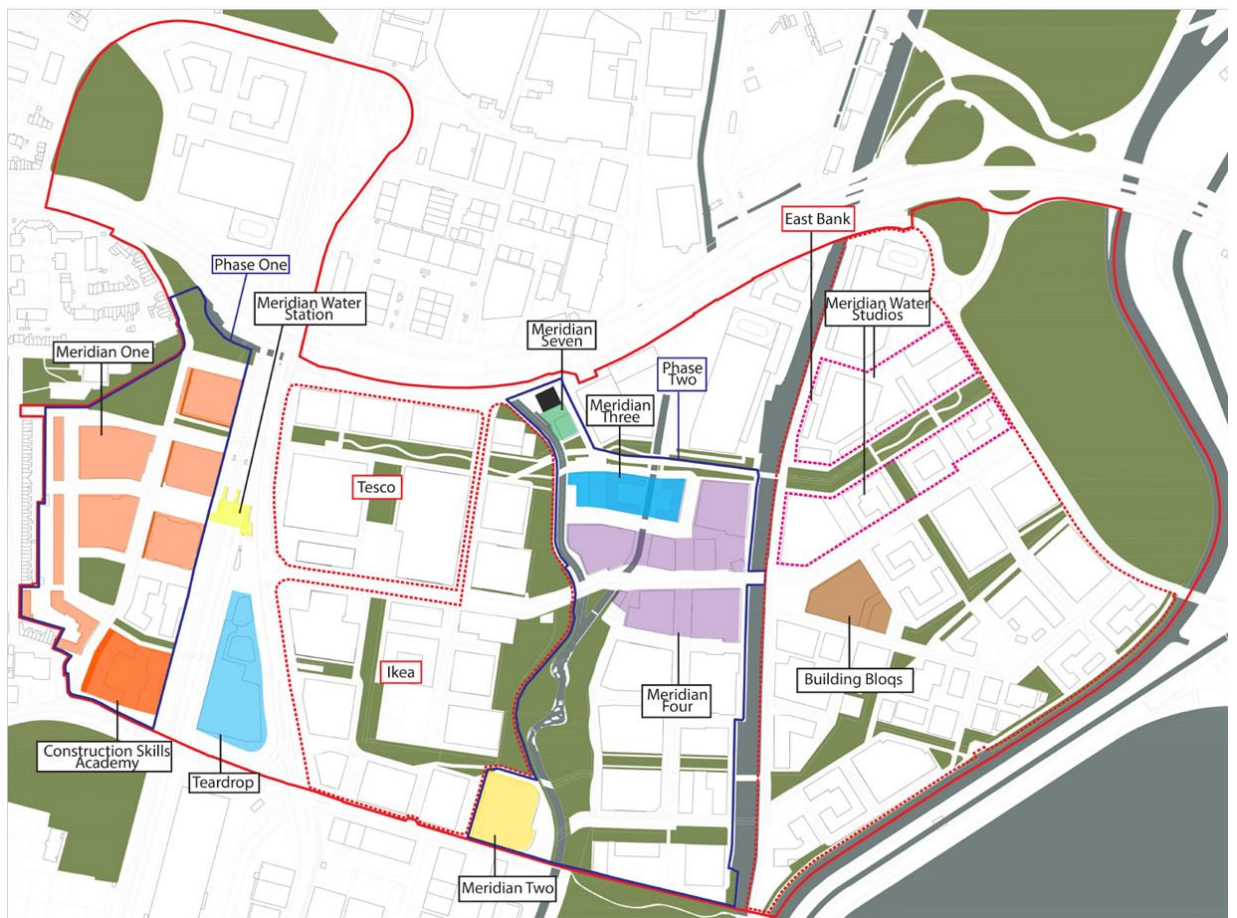 East Bank
Phase One
Meridian Water
Station
Meridian Water
Studios
Meridian
Seven
Meridian One
Phase
Two
Meridian
Three
Tesco
Ikea
Building Bloqs
Meridian
Four
Construction Skills
Academy
Teardrop
Meridian Two